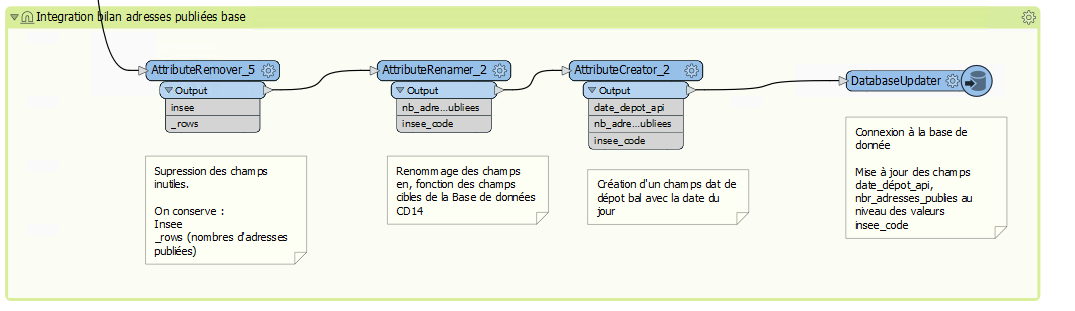 Integration bilan adresses publiées base
AttributeRemover_5
Output
insee
_rows
AttributeRenamer_2
Output
nb_adre...ubliees
insee_code
AttributeCreator_2
Output
date_depot_api
nb_adre...ubliees
insee_code
DatabaseUpdater
Supression des champs
inutiles.
On conserve :
Insee
_rows (nombres d'adresses
publiées)
Renommage des champs
en, fonction des champs
cibles de la Base de données
CD14
Création d'un champs dat de
dépot bal avec la date du
jour
Connexion à la base de
donnée
Mise à jour des champs
date_dépot_api,
nbr_adresses_publies au
niveau des valeurs
insee_code